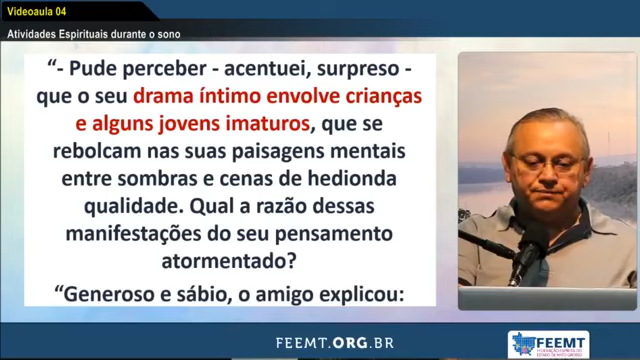 Videoaula 04
Atividades Espirituais durante o sono
“- Pude perceber - acentuei, surpreso -
que o seu drama íntimo envolve crianças
e alguns jovens imaturos, que se
rebolcam nas suas paisagens mentais
entre sombras e cenas de hedionda
qualidade. Qual a razão dessas
manifestações do seu pensamento
atormentado?
“Generoso e sábio, o amigo explicou:
FEEMT.ORG.BR
FEEMT